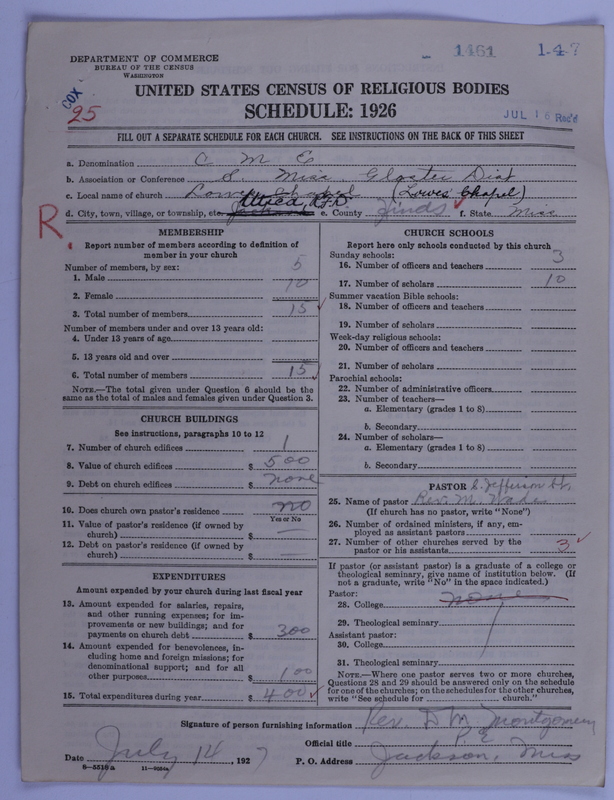 DEPARTMENT OF COMMERCE
BUREAU OF THE CENSUS
WASHINGTON
1461
1-4-7
COX
25
UNITED STATES CENSUS OF RELIGIOUS BODIES
SCHEDULE: 1926
JUL 16 Rec'd
FILL OUT A SEPARATE SCHEDULE FOR EACH CHURCH. SEE INSTRUCTIONS ON THE BACK OF THIS SHEET
a. Denomination C M E
b. Association or Conference S. Miss Gloster Dist
c. Local name of church Lowe Chapel (Lowes' Chapel)
d. City, town, village, or township, etc. Utica, R.F.D. e. County Hinds f. State Miss
R
MEMBERSHIP
Report number of members according to definition of member in your church
Number of members, by sex:
1. Male 5
2. Female 10
3. Total number of members 15
Number of members under and over 13 years old:
4. Under 13 years of age
5. 13 years old and over
6. Total number of members 15
NOTE.—The total given under Question 6 should be the same as the total of males and females given under Question 3.
CHURCH BUILDINGS
See instructions, paragraphs 10 to 12
7. Number of church edifices 1
8. Value of church edifices $ 500
9. Debt on church edifices $ none
10. Does church own pastor's residence? no
Yes or No
11. Value of pastor's residence (if owned by church) $ —
12. Debt on pastor's residence (if owned by church) $ —
EXPENDITURES
Amount expended by your church during last fiscal year
13. Amount expended for salaries, repairs, and other running expenses; for improvements or new buildings; and for payments on church debt $ 300
14. Amount expended for benevolences, including home and foreign missions; for denominational support; and for all other purposes $ 100
15. Total expenditures during year $ 400
CHURCH SCHOOLS
Report here only schools conducted by this church
Sunday schools:
16. Number of officers and teachers 3
17. Number of scholars 10
Summer vacation Bible schools:
18. Number of officers and teachers
19. Number of scholars
Week-day religious schools:
20. Number of officers and teachers
21. Number of scholars
Parochial schools:
22. Number of administrative officers
23. Number of teachers—
a. Elementary (grades 1 to 8)
b. Secondary
24. Number of scholars—
a. Elementary (grades 1 to 8)
b. Secondary
PASTOR
25. Name of pastor Rev. M. Wade
(If church has no pastor, write "None")
26. Number of ordained ministers, if any, employed as assistant pastors
27. Number of other churches served by the pastor or his assistants 3
If pastor (or assistant pastor) is a graduate of a college or theological seminary, give name of institution below. (If not a graduate, write "No" in the space indicated.)
Pastor:
28. College
29. Theological seminary
Assistant pastor:
30. College
31. Theological seminary
NOTE.—Where one pastor serves two or more churches, Questions 28 and 29 should be answered only on the schedule for one of the churches; on the schedules for the other churches, write "See schedule for church."
Signature of person furnishing information Rev. D M Montgomery
Official title P E
Date July 14, 1927 P. O. Address Jackson, Miss
8—5518a